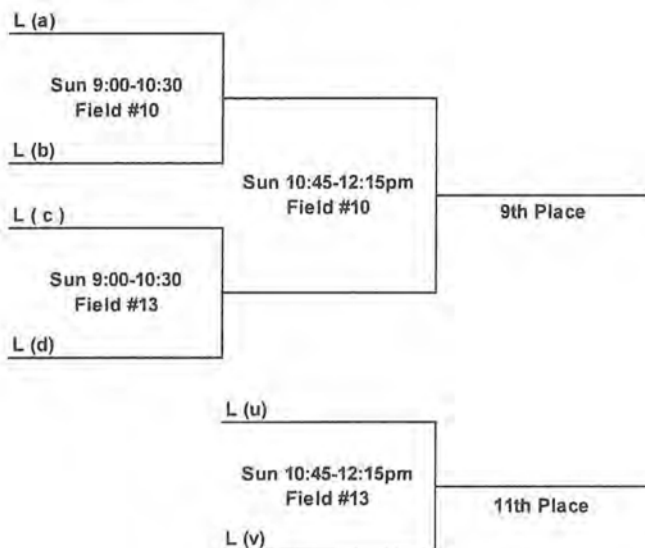 L (a)
Sun 9:00-10:30
Field #10
L (b)
Sun 10:45-12:15pm
Field #10
9th Place
L ( c )
Sun 9:00-10:30
Field #13
L (d)
L (u)
Sun 10:45-12:15pm
Field #13
11th Place
L (v)